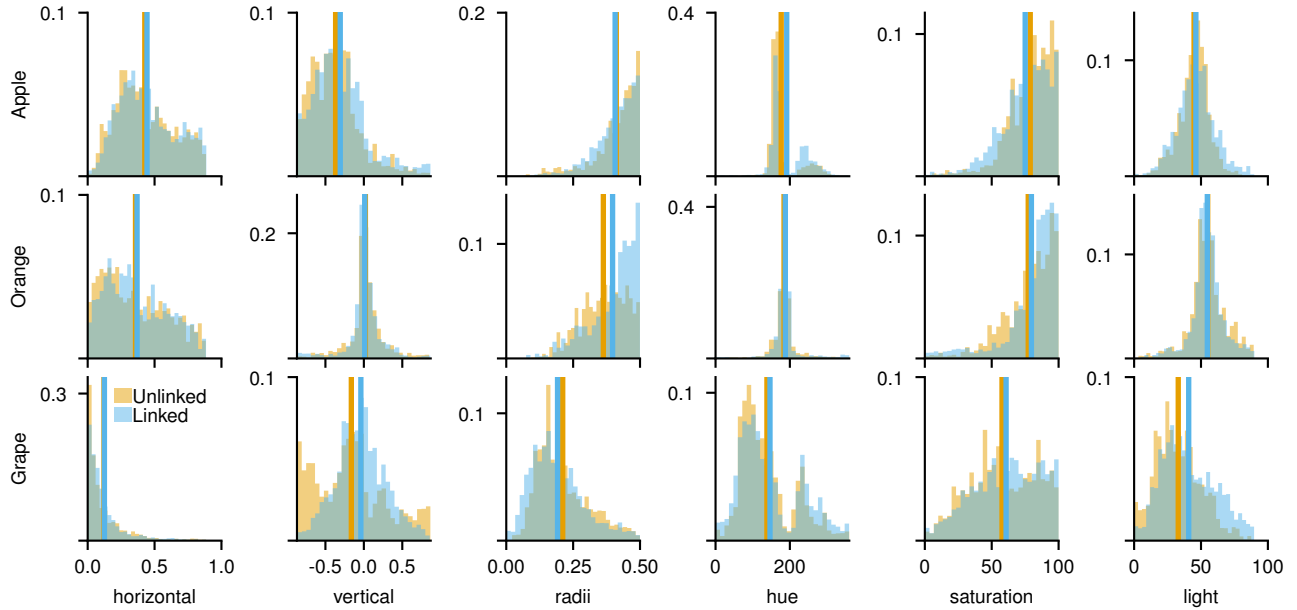 0.1 0.1 0.2 0.4
0.1 0.1
Apple
0 0 0
0.1
0.2 0.1 0.4 0.1 0.1
Orange
0.3 0.1 0.1 0.1 0.1 0.1
Unlinked
Linked
Grape
0.0 0.5 1.0 -0.5 0.0 0.5 0.00 0.25 0.50 0 200 0 50 100 0 50 100
horizontal vertical radii hue saturation light